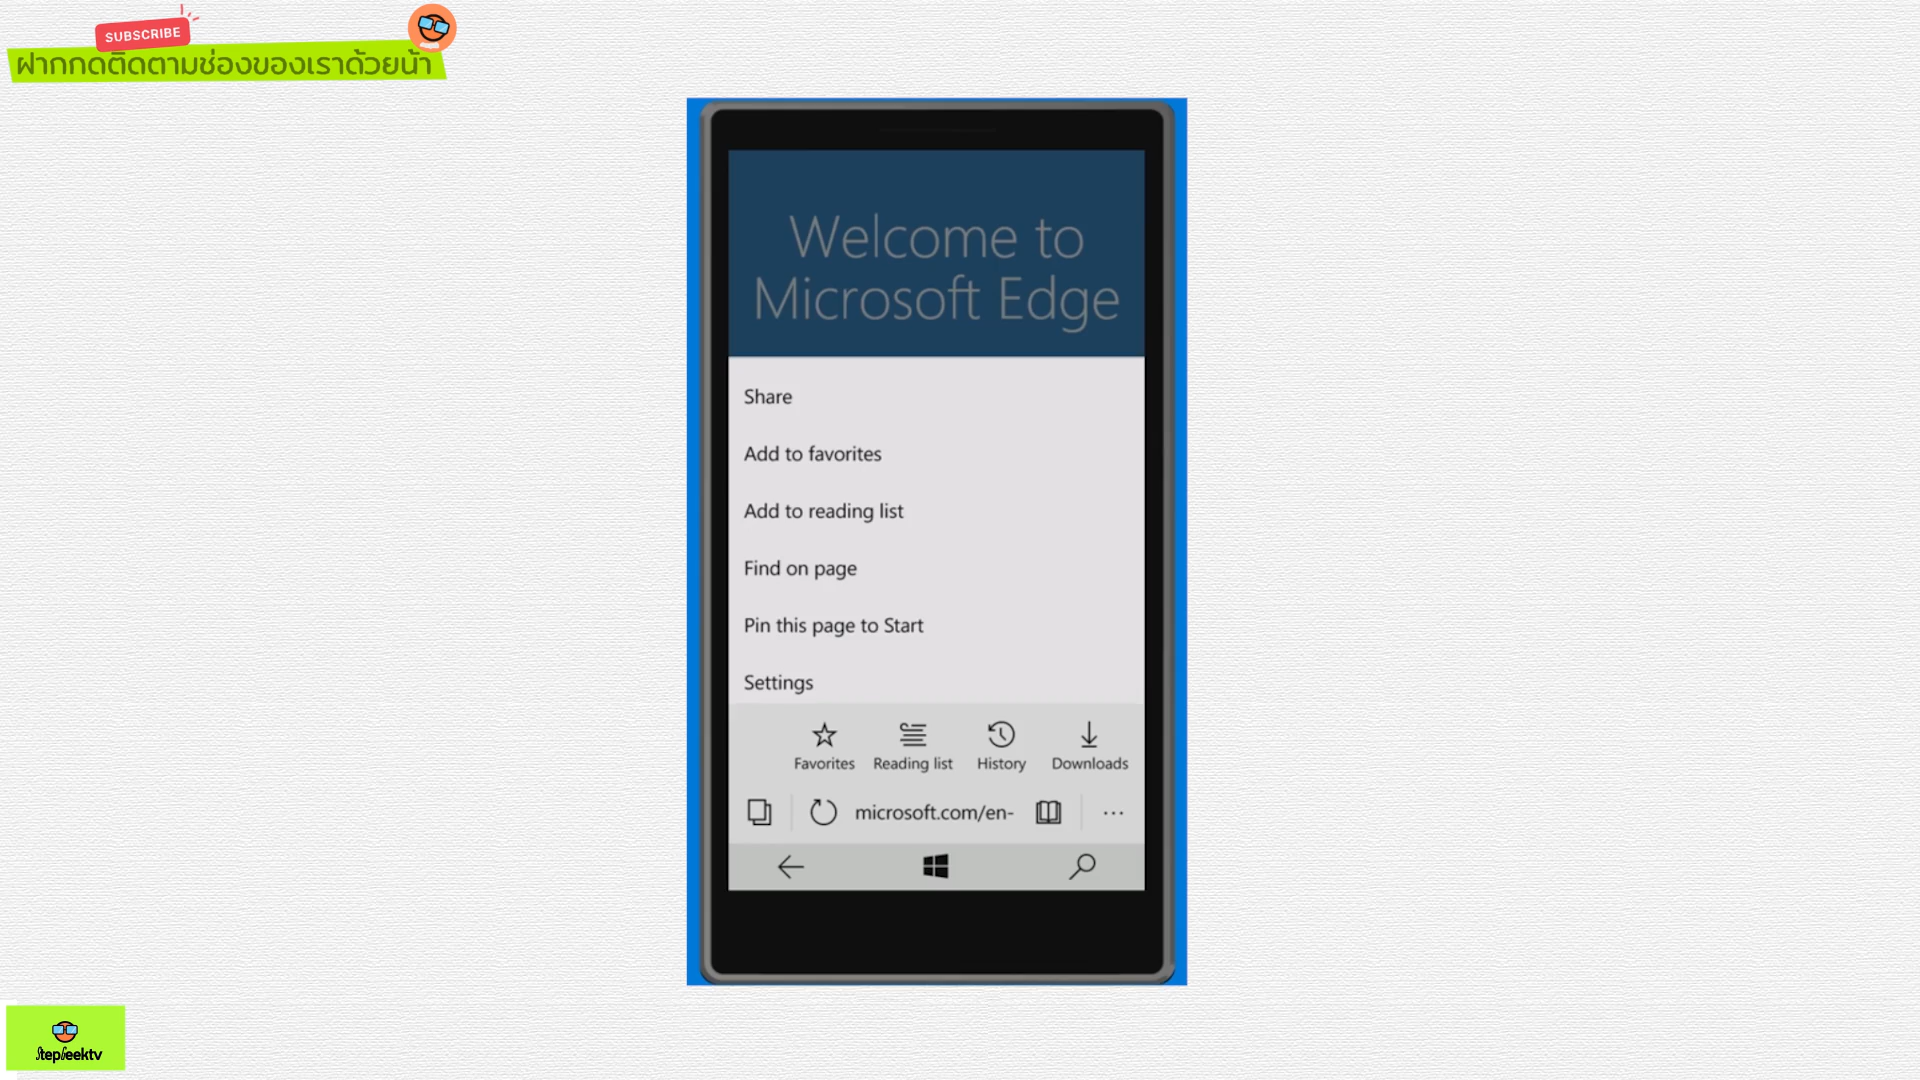 SUBSCRIBE
ฝากกดติดตามช่องของเราด้วยน้า
Welcome to
Microsoft Edge
Share
Add to favorites
Add to reading list
Find on page
Pin this page to Start
Settings
Favorites Reading list History Downloads
microsoft.com/en-
StepGeektv